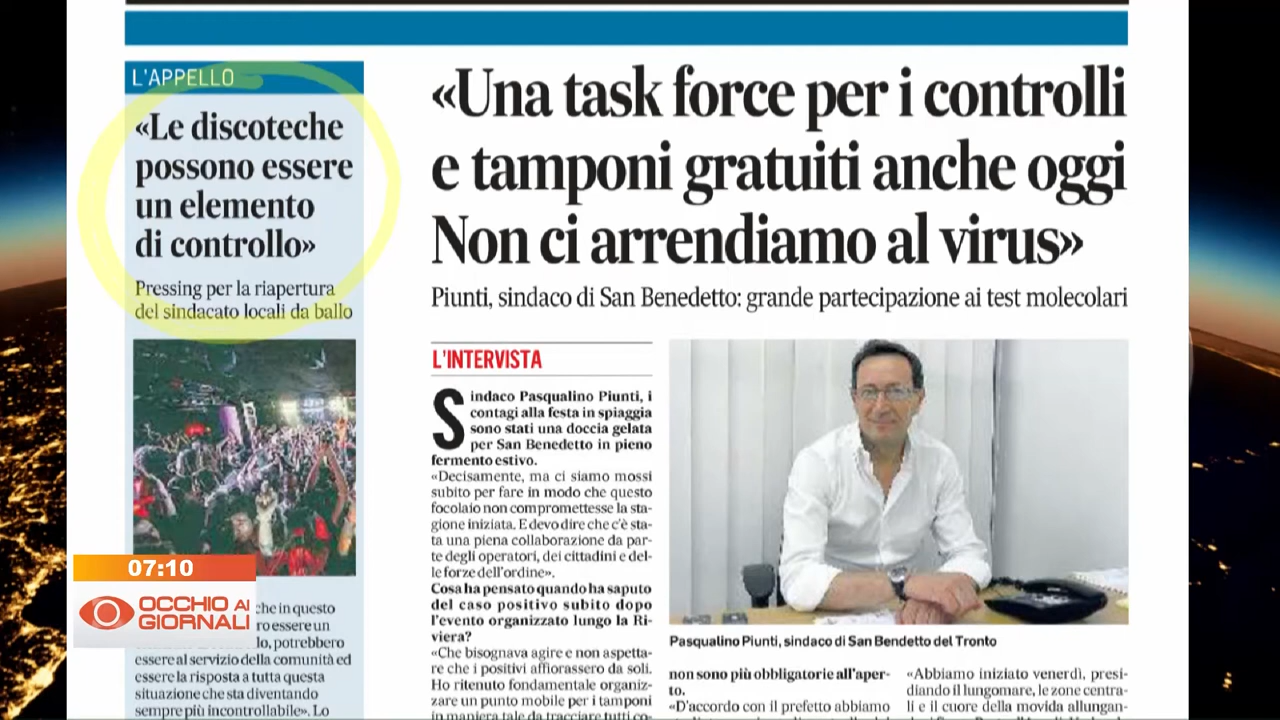 L'APPELLO
«Le discoteche
possono essere
un elemento
di controllo»
Pressing per la riapertura
del sindacato locali da ballo
07:10
OCCHIO AI
GIORNALI
che in questo
ro essere un
lo, potrebbero
essere al servizio della comunità ed
essere la risposta a tutta questa
situazione che sta diventando
sempre più incontrollabile». Lo
«Una task force per i controlli
e tamponi gratuiti anche oggi
Non ci arrendiamo al virus»
Piunti, sindaco di San Benedetto: grande partecipazione ai test molecolari
L'INTERVISTA
Sindaco Pasqualino Piunti, i
contagi alla festa in spiaggia
sono stati una doccia gelata
per San Benedetto in pieno
fermento estivo.
«Decisamente, ma ci siamo mossi
subito per fare in modo che questo
focolaio non compromettesse la sta-
gione iniziata. E devo dire che c'è sta-
ta una piena collaborazione da par-
te degli operatori, dei cittadini e del-
le forze dell'ordine».
Cosa ha pensato quando ha saputo
del caso positivo subito dopo
l'evento organizzato lungo la Ri-
viera?
«Che bisognava agire e non aspetta-
re che i positivi affiorassero da soli.
Ho ritenuto fondamentale organiz-
zare un punto mobile per i tamponi
in maniera tale da tracciare tutti co-
Pasqualino Piunti, sindaco di San Bendetto del Tronto
non sono più obbligatorie all'aper-
to.
«D'accordo con il prefetto abbiamo
«Abbiamo iniziato venerdì, presi-
diando il lungomare, le zone centra-
li e il cuore della movida allungan-